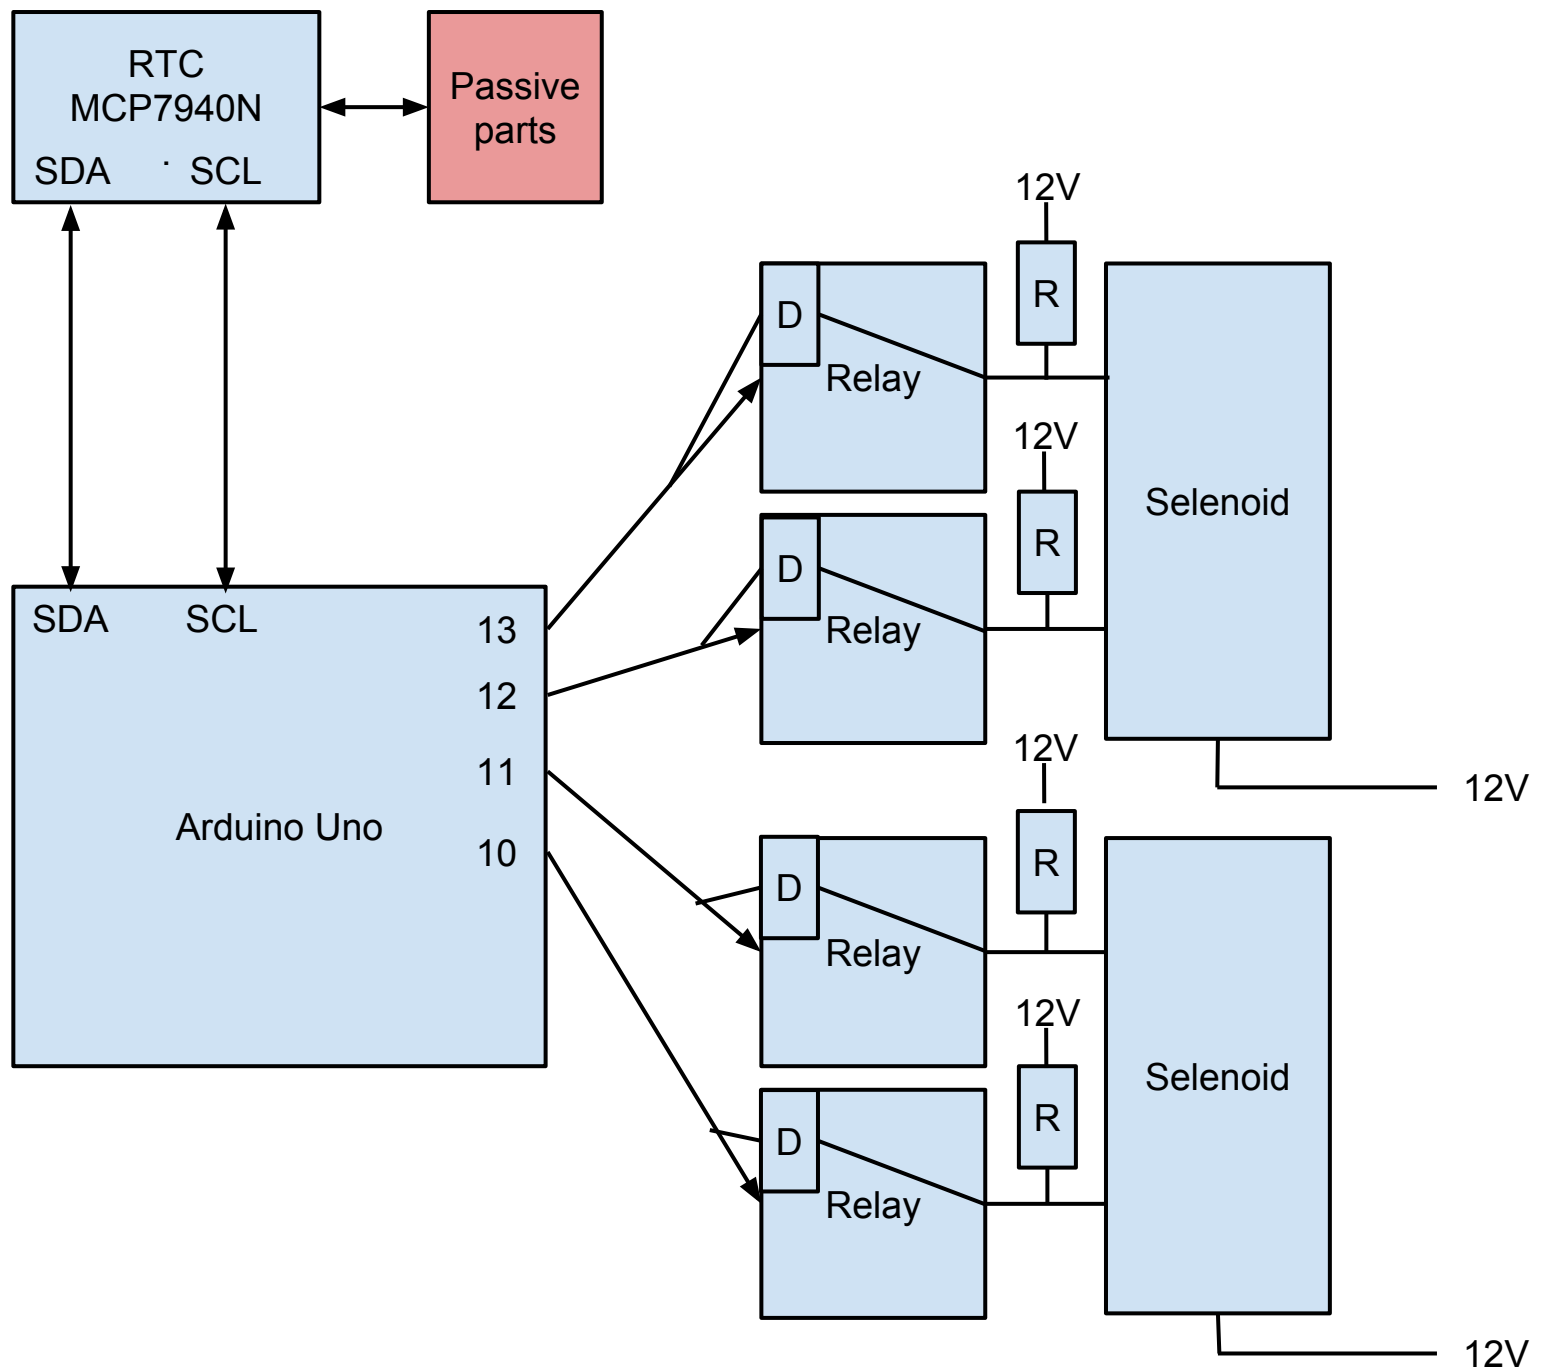 RTC
MCP7940N
SDA
SCL
Passive
parts
12V
D
R
Relay
12V
Selenoid
D
R
Relay
SDA
SCL
13
12
11
10
Arduino Uno
12V
12V
D
R
Relay
12V
Selenoid
D
R
Relay
12V